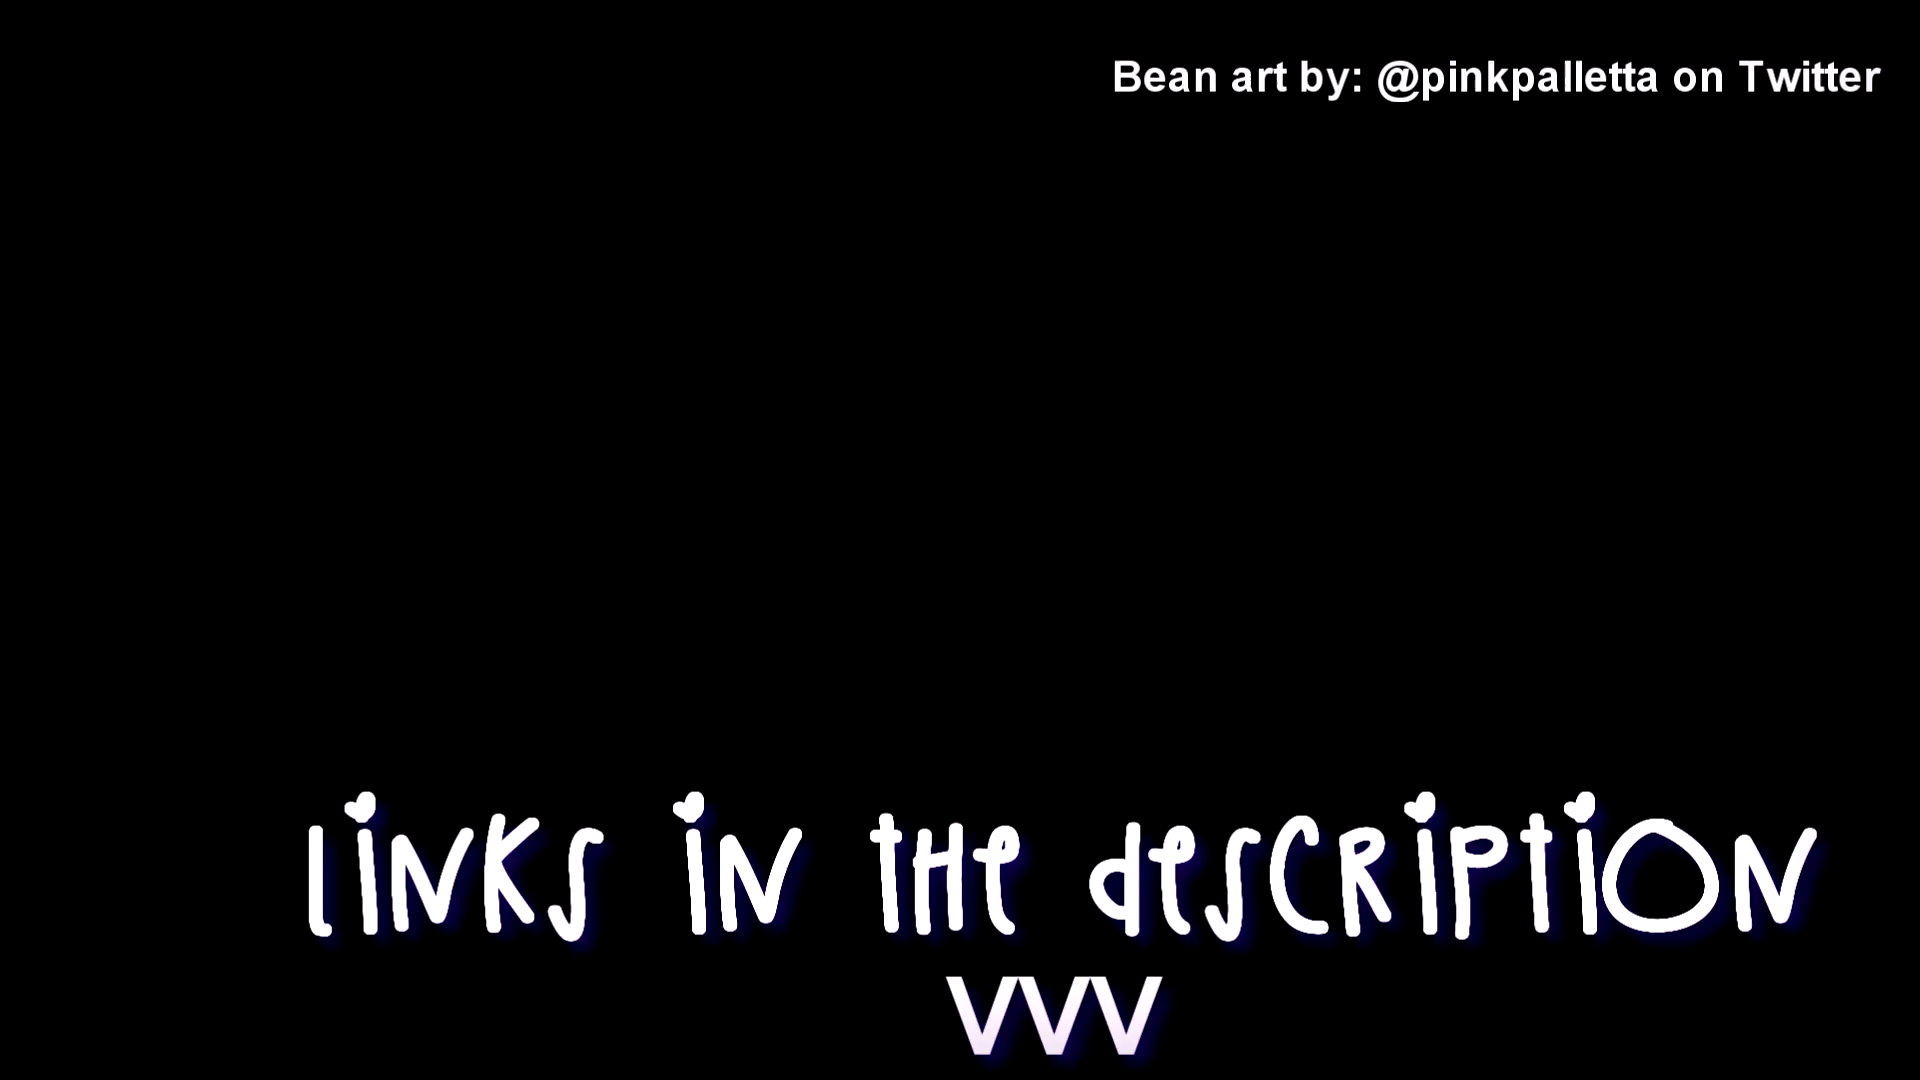 Bean art by: @pinkpalletta on Twitter
liNKS iN tHe deSCRiPtiON
VVV